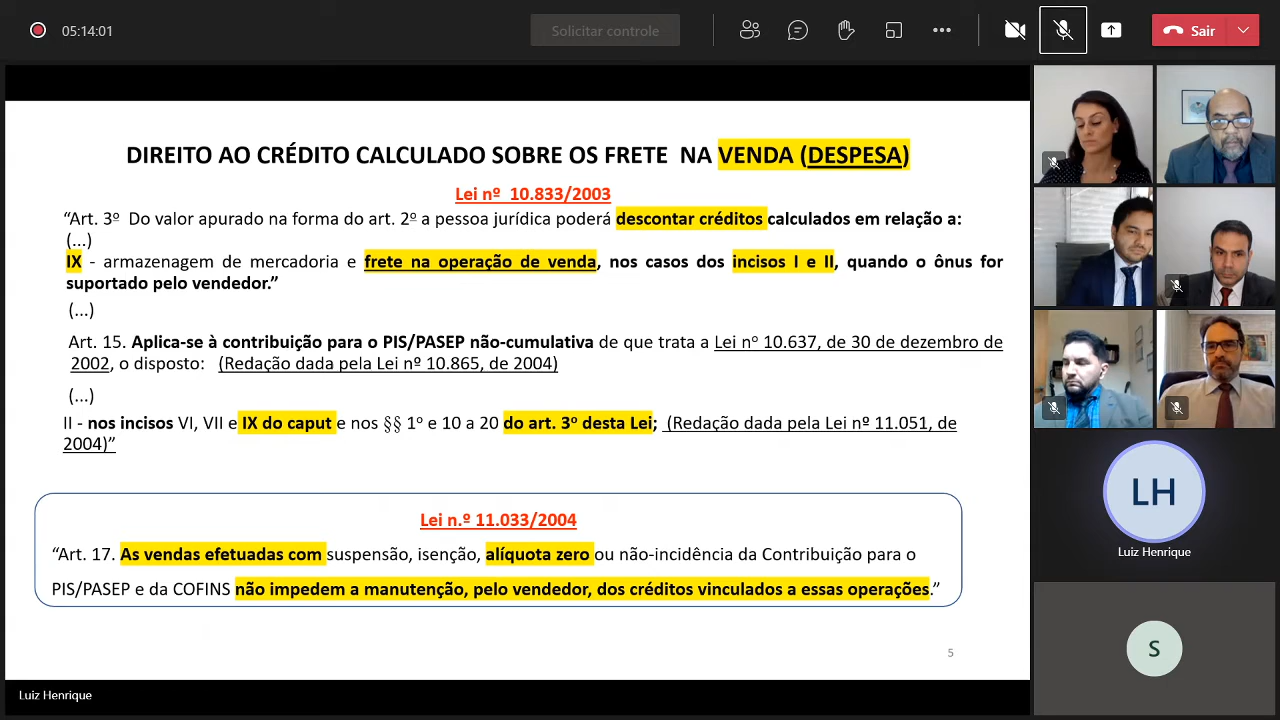 05:14:01
Solicitar controle
Sair
DIREITO AO CRÉDITO CALCULADO SOBRE OS FRETE NA VENDA (DESPESA)
Lei nº 10.833/2003
“Art. 3º Do valor apurado na forma do art. 2º a pessoa jurídica poderá descontar créditos calculados em relação a:
(...)
IX - armazenagem de mercadoria e frete na operação de venda, nos casos dos incisos I e II, quando o ônus for
suportado pelo vendedor.”
(...)
Art. 15. Aplica-se à contribuição para o PIS/PASEP não-cumulativa de que trata a Lei nº 10.637, de 30 de dezembro de
2002, o disposto: (Redação dada pela Lei nº 10.865, de 2004)
(...)
II - nos incisos VI, VII e IX do caput e nos §§ 1º e 10 a 20 do art. 3º desta Lei; (Redação dada pela Lei nº 11.051, de
2004)”
Lei n.º 11.033/2004
“Art. 17. As vendas efetuadas com suspensão, isenção, alíquota zero ou não-incidência da Contribuição para o
PIS/PASEP e da COFINS não impedem a manutenção, pelo vendedor, dos créditos vinculados a essas operações.”
5
Luiz Henrique
LH
Luiz Henrique
S